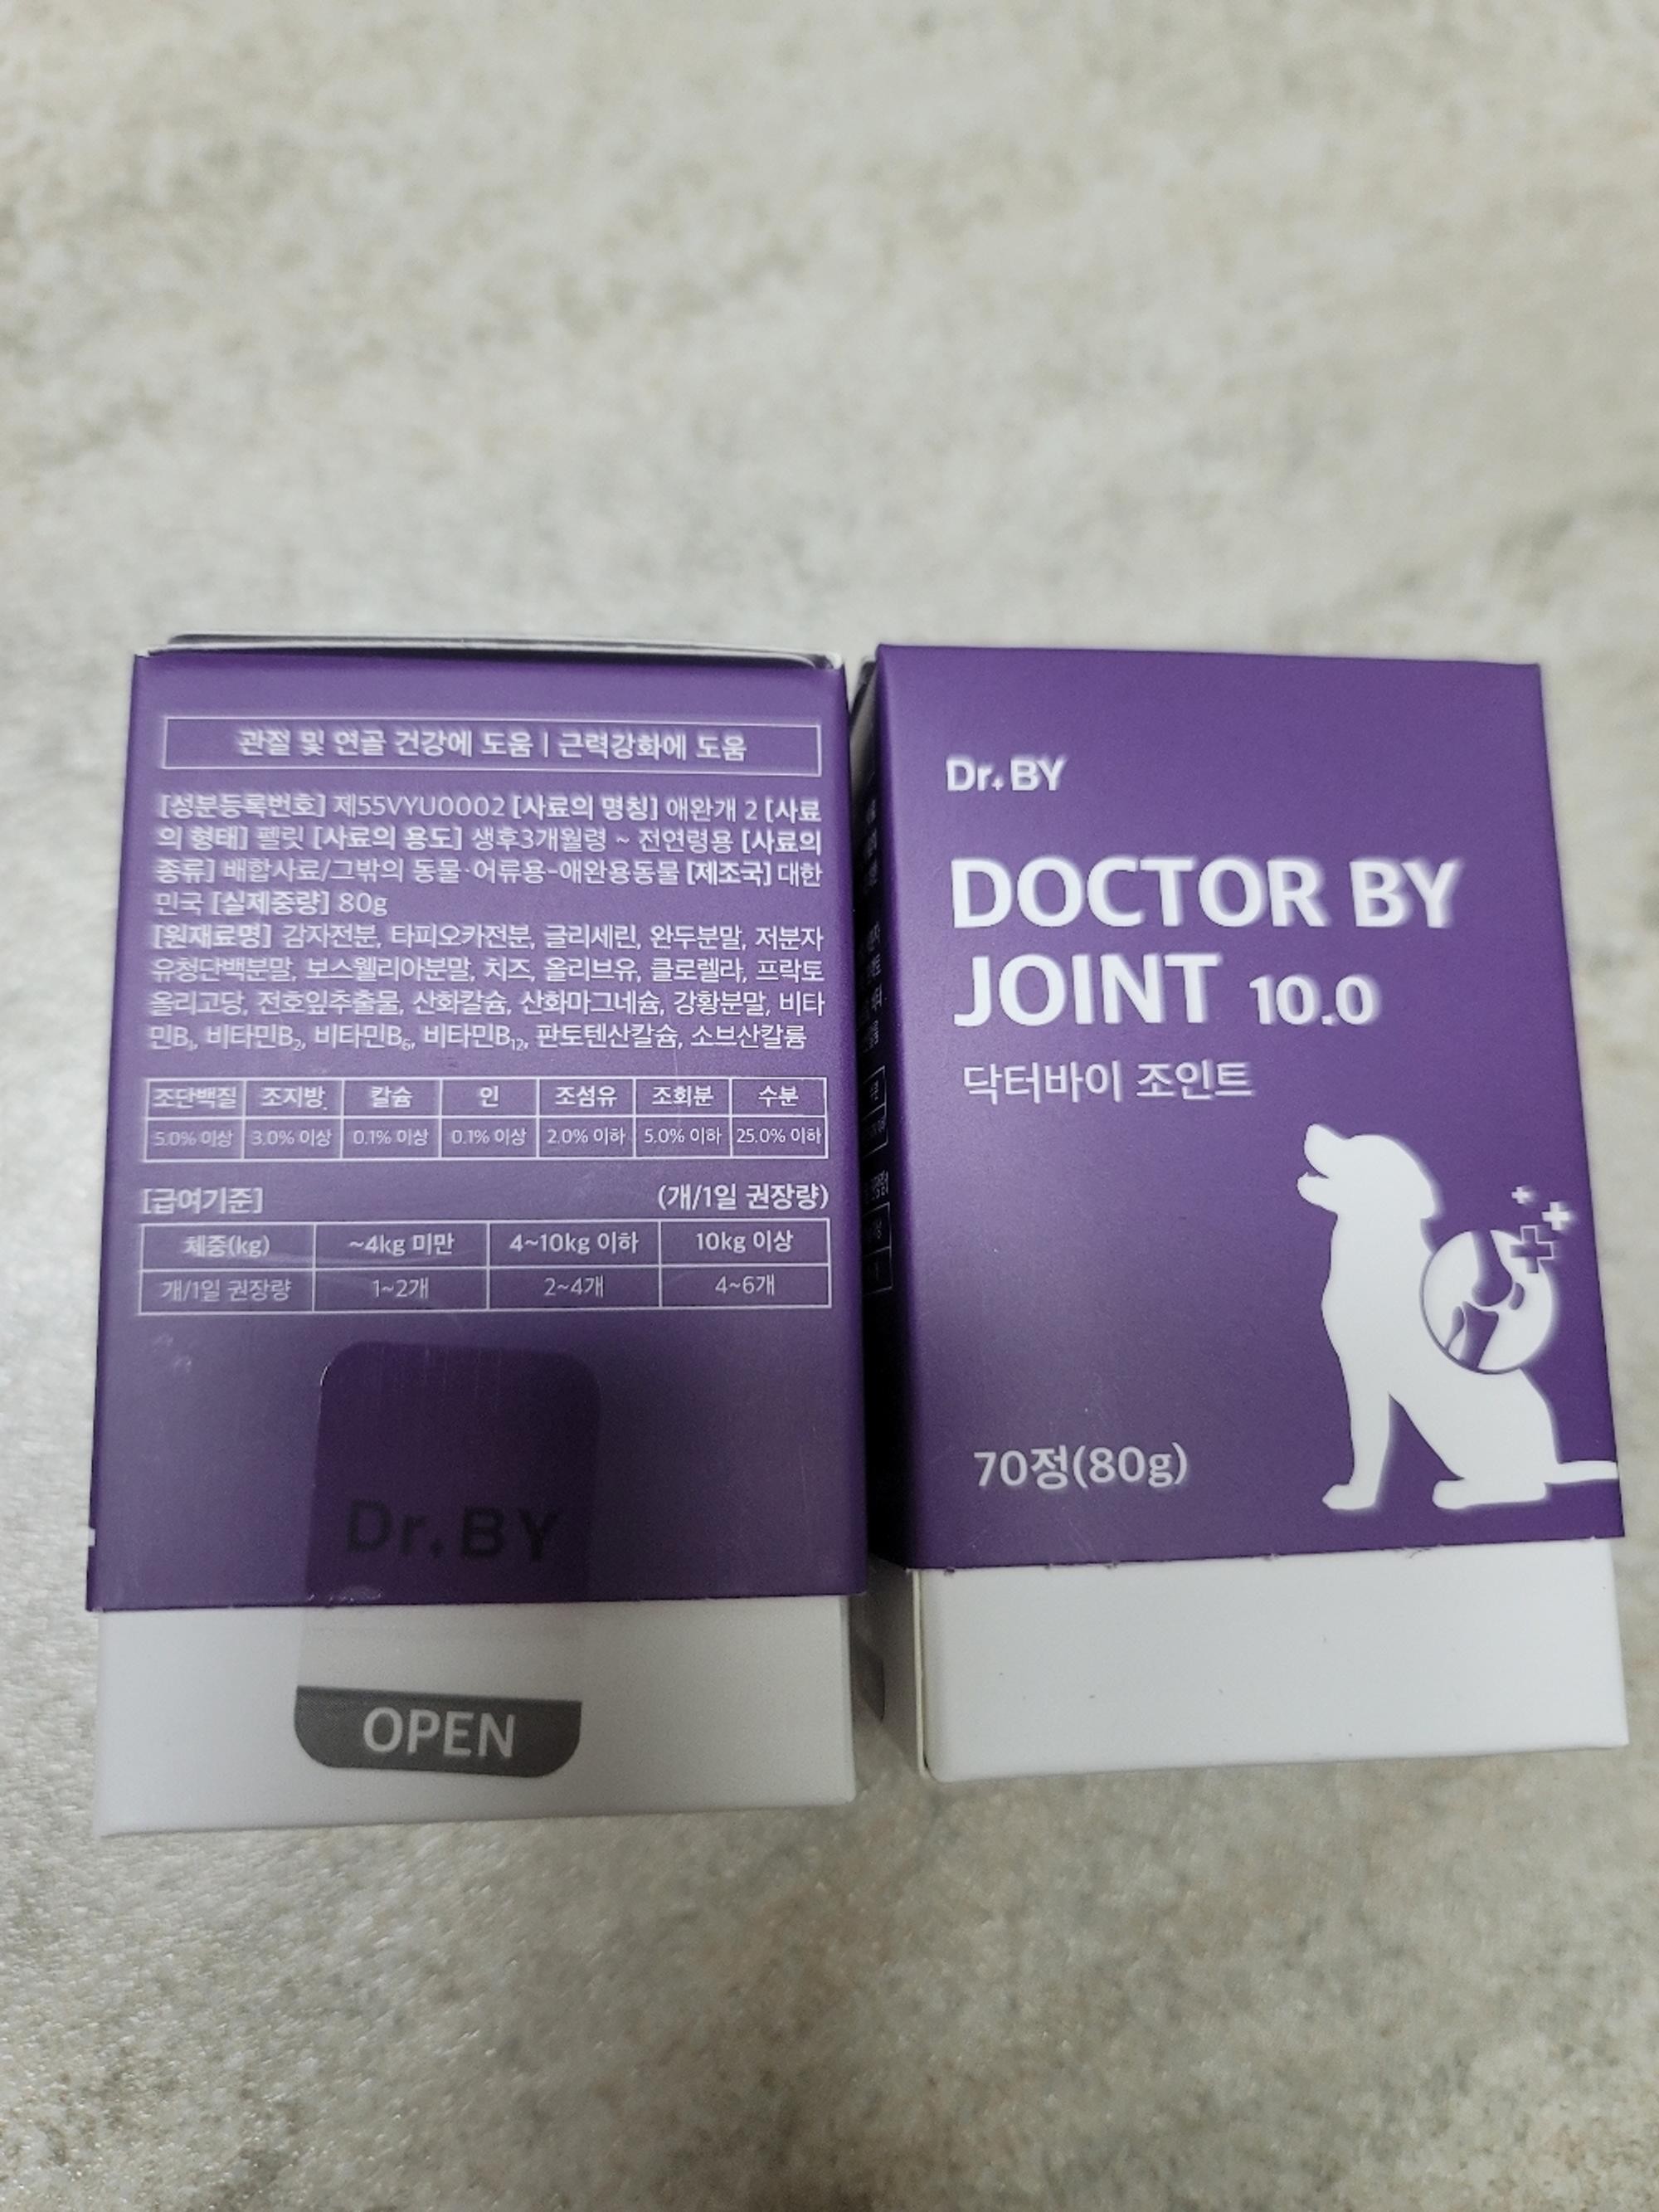 관절 및 연골 건강에 도움 | 근력강화에 도움
[성분등록번호] 제55VYU0002 [사료의 명칭] 애완개 2 [사료
의 형태] 펠릿 [사료의 용도] 생후3개월령 ~ 전연령용 [사료의
종류] 배합사료/그밖의 동물·어류용-애완용동물 [제조국] 대한
민국 [실제중량] 80g
[원재료명] 감자전분, 타피오카전분, 글리세린, 완두분말, 저분자
유청단백분말, 보스웰리아분말, 치즈, 올리브유, 클로렐라, 프락토
올리고당, 전호잎추출물, 산화칼슘, 산화마그네슘, 강황분말, 비타
민B₁, 비타민B₂, 비타민B₆, 비타민B₁₂, 판토텐산칼슘, 소브산칼륨
조단백질 조지방 칼슘 인 조섬유 조회분 수분
5.0% 이상 3.0% 이상 0.1% 이상 0.1% 이상 2.0% 이하 5.0% 이하 25.0% 이하
[급여기준] (개/1일 권장량)
체중(kg) ~4kg 미만 4~10kg 이하 10kg 이상
개/1일 권장량 1~2개 2~4개 4~6개
Dr.BY
OPEN
Dr.BY
DOCTOR BY
JOINT 10.0
닥터바이 조인트
70정(80g)